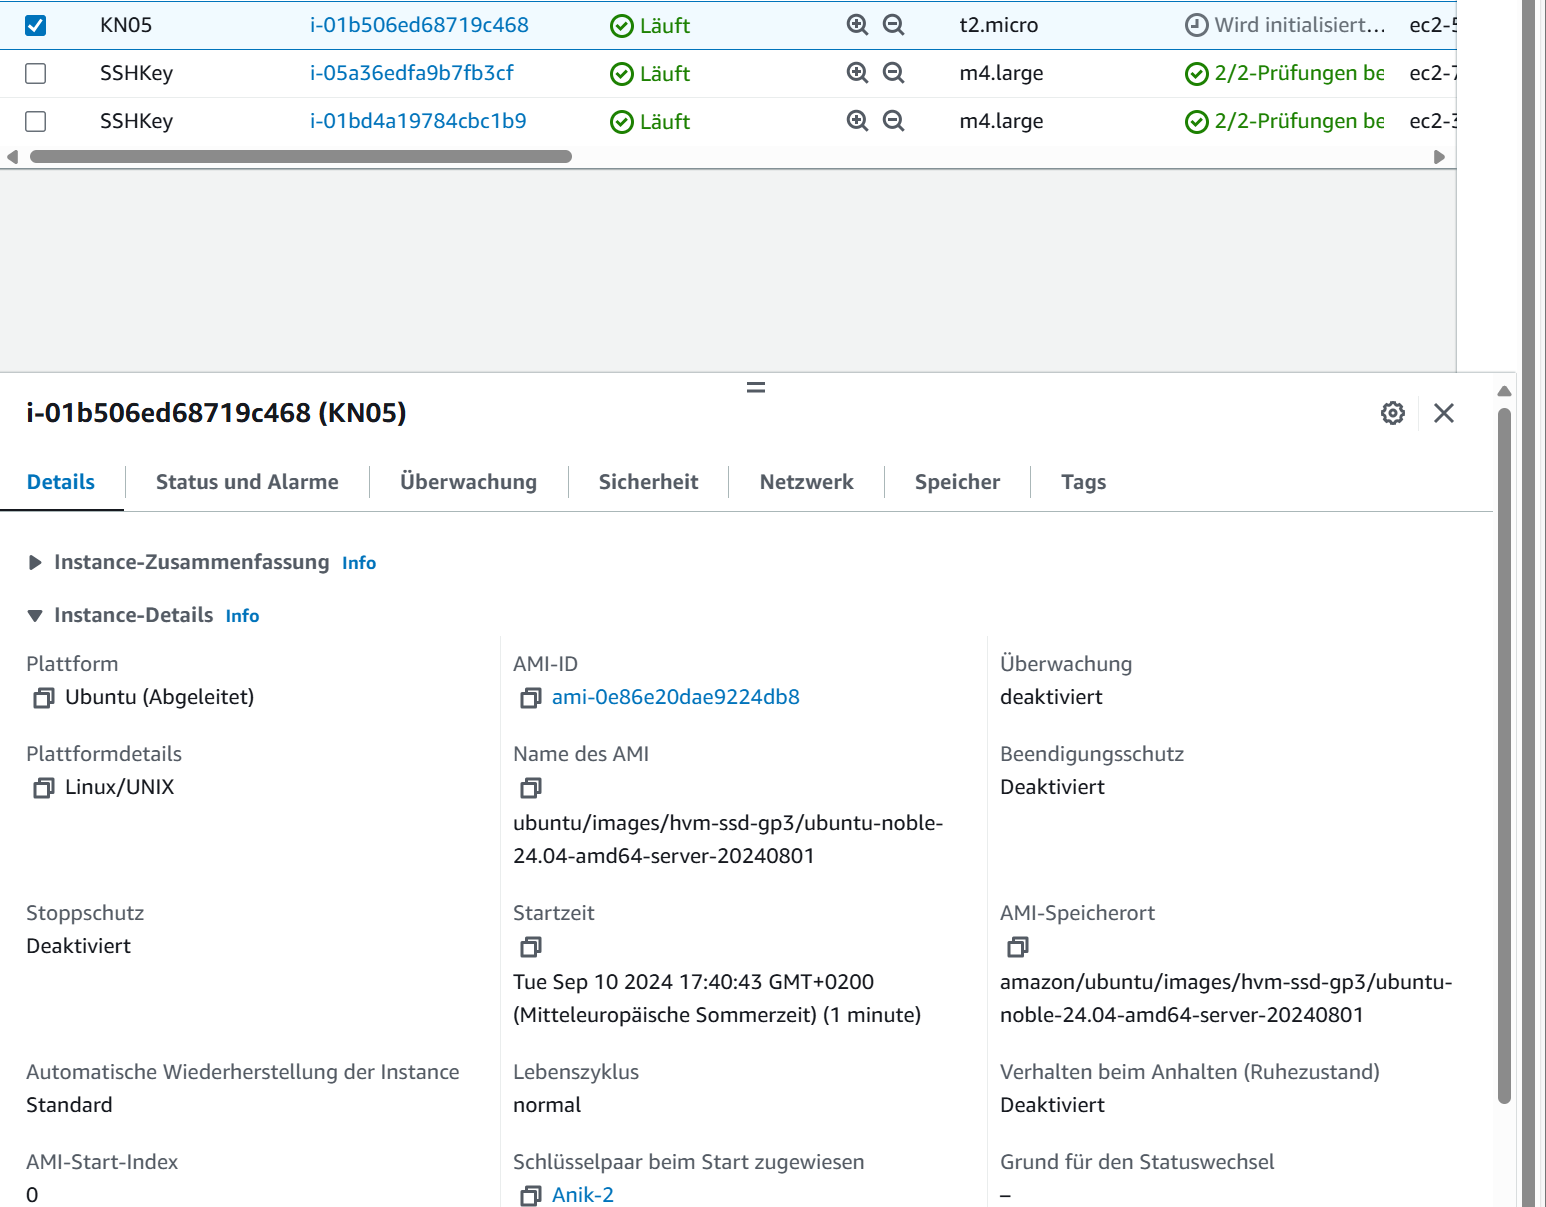 KN05 i-01b506ed68719c468 Läuft t2.micro Wird initialisiert... ec2-5
SSHKey i-05a36edfa9b7fb3cf Läuft m4.large 2/2-Prüfungen be ec2-7
SSHKey i-01bd4a19784cbc1b9 Läuft m4.large 2/2-Prüfungen be ec2-3
i-01b506ed68719c468 (KN05)
Details Status und Alarme Überwachung Sicherheit Netzwerk Speicher Tags
Instance-Zusammenfassung Info
Instance-Details Info
Plattform AMI-ID Überwachung
Ubuntu (Abgeleitet) ami-0e86e20dae9224db8 deaktiviert
Plattformdetails Name des AMI Beendigungsschutz
Linux/UNIX Deaktiviert
ubuntu/images/hvm-ssd-gp3/ubuntu-noble-
24.04-amd64-server-20240801
Stoppschutz Startzeit AMI-Speicherort
Deaktiviert
Tue Sep 10 2024 17:40:43 GMT+0200 amazon/ubuntu/images/hvm-ssd-gp3/ubuntu-
(Mitteleuropäische Sommerzeit) (1 minute) noble-24.04-amd64-server-20240801
Automatische Wiederherstellung der Instance Lebenszyklus Verhalten beim Anhalten (Ruhezustand)
Standard normal Deaktiviert
AMI-Start-Index Schlüsselpaar beim Start zugewiesen Grund für den Statuswechsel
0 Anik-2 –